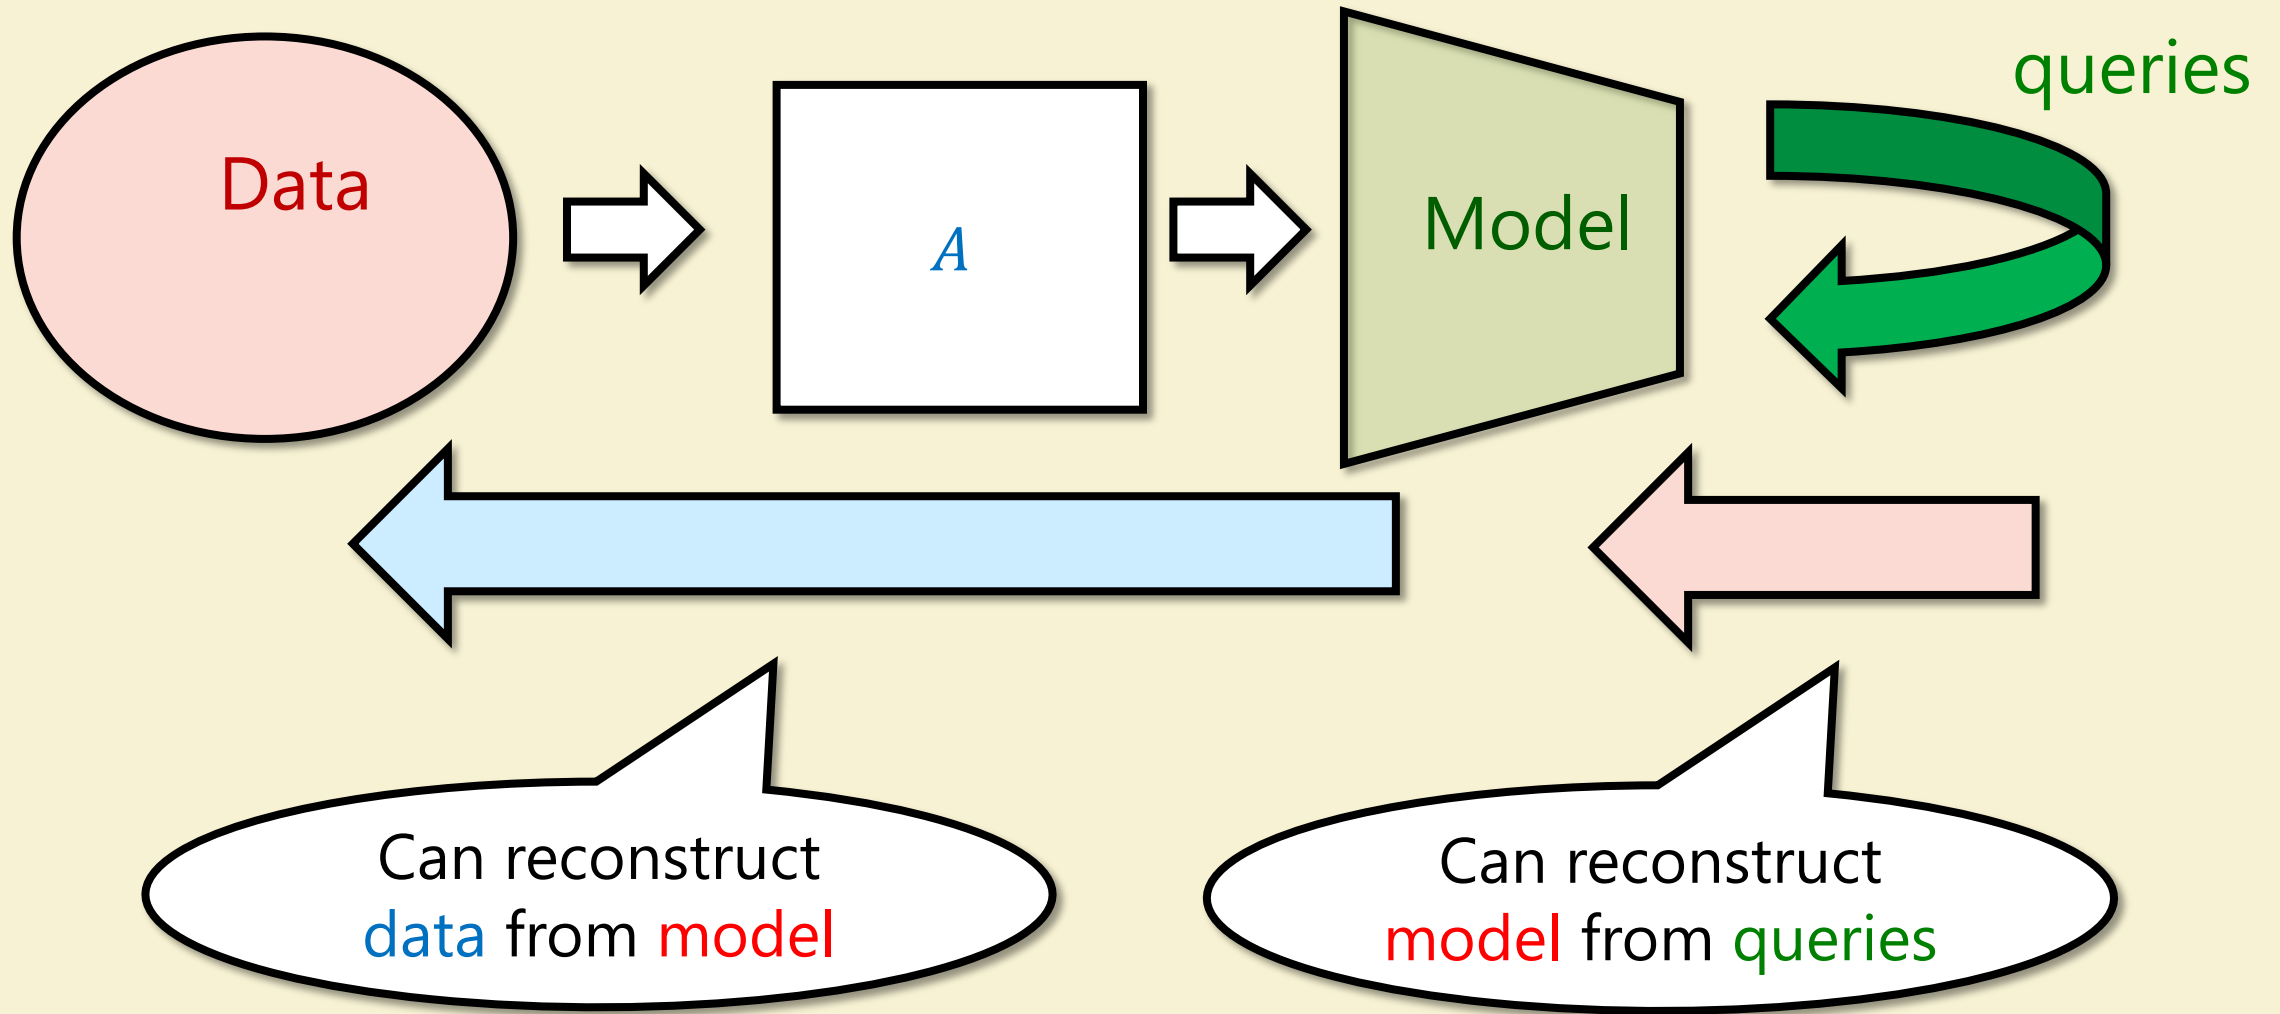 Data
A
Model
queries
Can reconstruct
data from model
Can reconstruct
model from queries